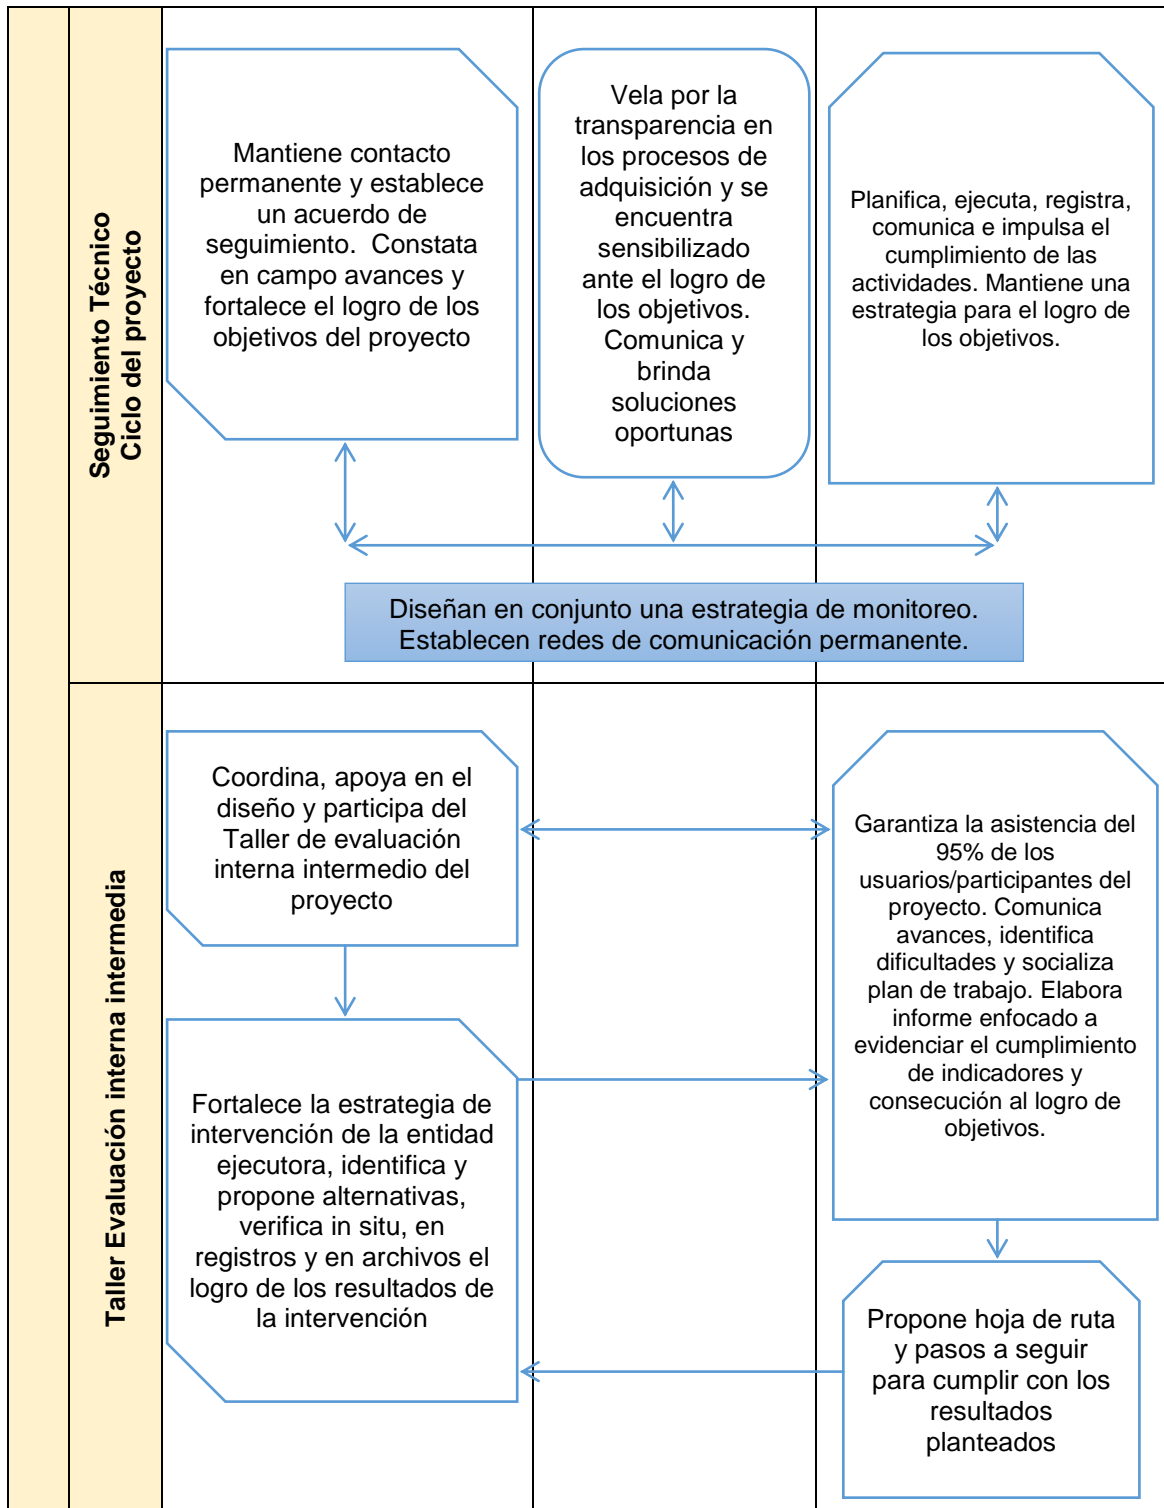 Seguimiento Técnico
Ciclo del proyecto
Mantiene contacto
permanente y establece
un acuerdo de
seguimiento.  Constata
en campo avances y
fortalece el logro de los
objetivos del proyecto
Vela por la
transparencia en
los procesos de
adquisición y se
encuentra
sensibilizado
ante el logro de
los objetivos.
Comunica y
brinda
soluciones
oportunas
Planifica, ejecuta, registra,
comunica e impulsa el
cumplimiento de las
actividades. Mantiene una
estrategia para el logro de
los objetivos.
Diseñan en conjunto una estrategia de monitoreo.
Establecen redes de comunicación permanente.
Taller Evaluación interna intermedia
Coordina, apoya en el
diseño y participa del
Taller de evaluación
interna intermedio del
proyecto
Garantiza la asistencia del
95% de los
usuarios/participantes del
proyecto. Comunica
avances, identifica
dificultades y socializa
plan de trabajo. Elabora
informe enfocado a
evidenciar el cumplimiento
de indicadores y
consecución al logro de
objetivos.
Fortalece la estrategia de
intervención de la entidad
ejecutora, identifica y
propone alternativas,
verifica in situ, en
registros y en archivos el
logro de los resultados de
la intervención
Propone hoja de ruta
y pasos a seguir
para cumplir con los
resultados
planteados